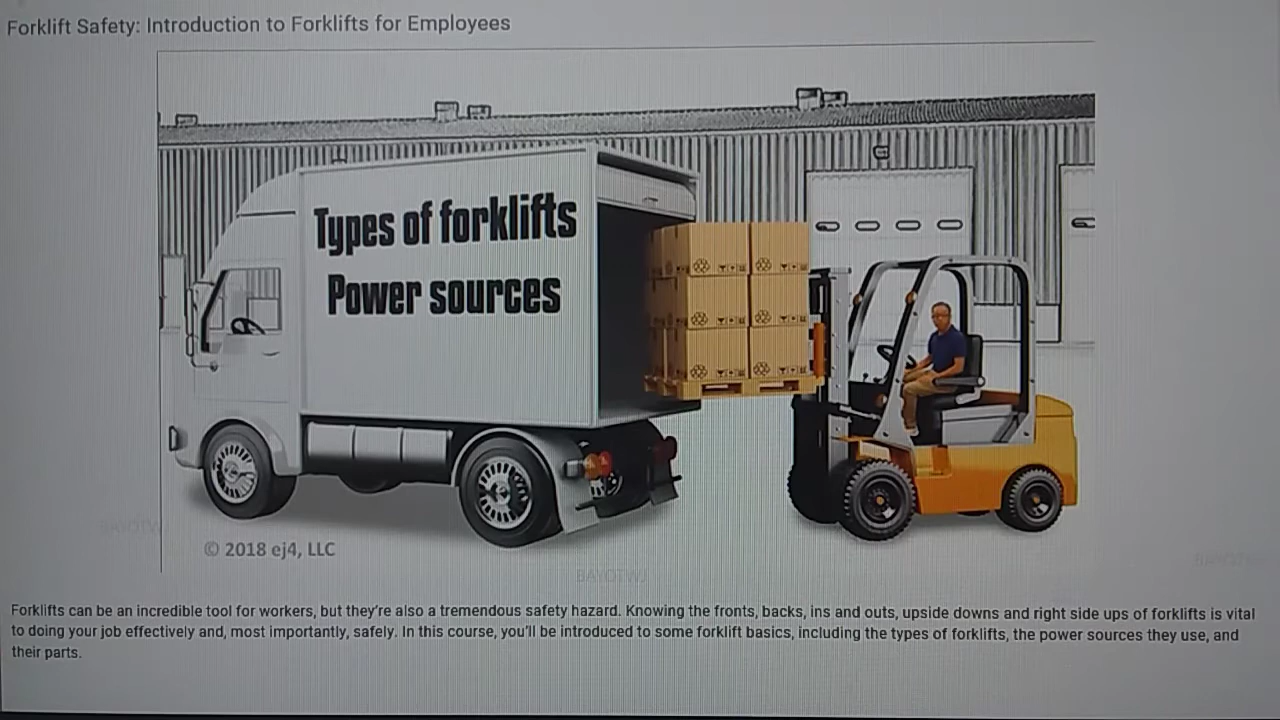 Forklift Safety: Introduction to Forklifts for Employees
Types of forklifts
Power sources
© 2018 ej4, LLC
BAYOTWJ
Forklifts can be an incredible tool for workers, but they're also a tremendous safety hazard. Knowing the fronts, backs, ins and outs, upside downs and right side ups of forklifts is vital
to doing your job effectively and, most importantly, safely. In this course, you'll be introduced to some forklift basics, including the types of forklifts, the power sources they use, and
their parts.